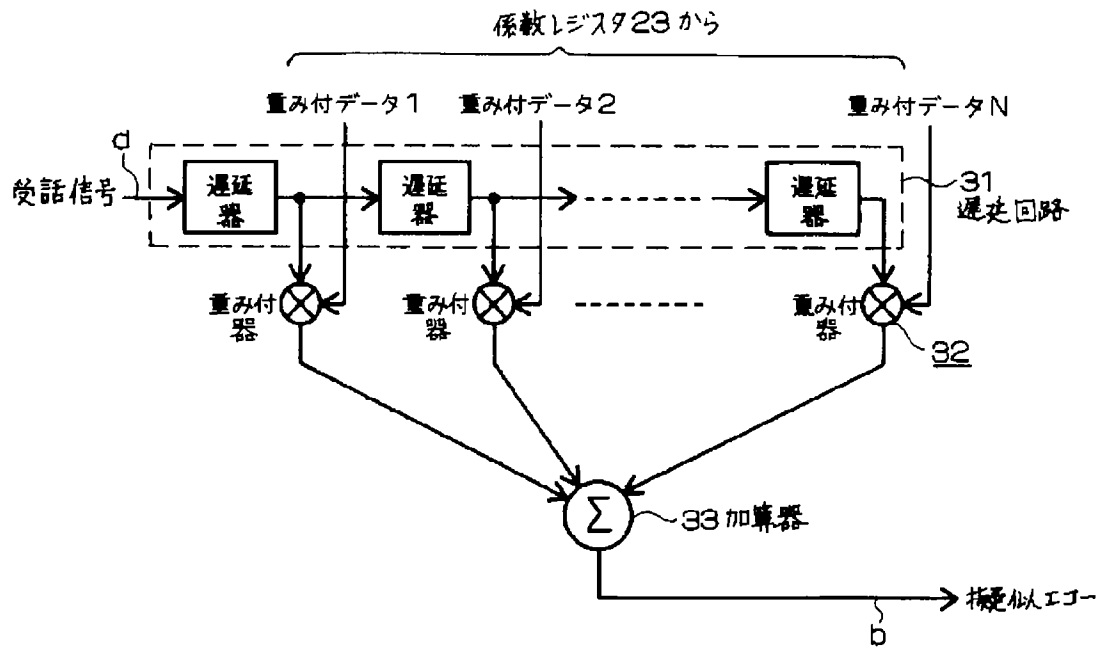 係数レジスタ23から
重み付データ1
重み付データ2
重み付データN
a
受話信号
遅延
器
遅延
器
遅延
器
31
遅延回路
重み付
器
重み付
器
重み付
器
32
Σ
33 加算器
b
擬似エコー